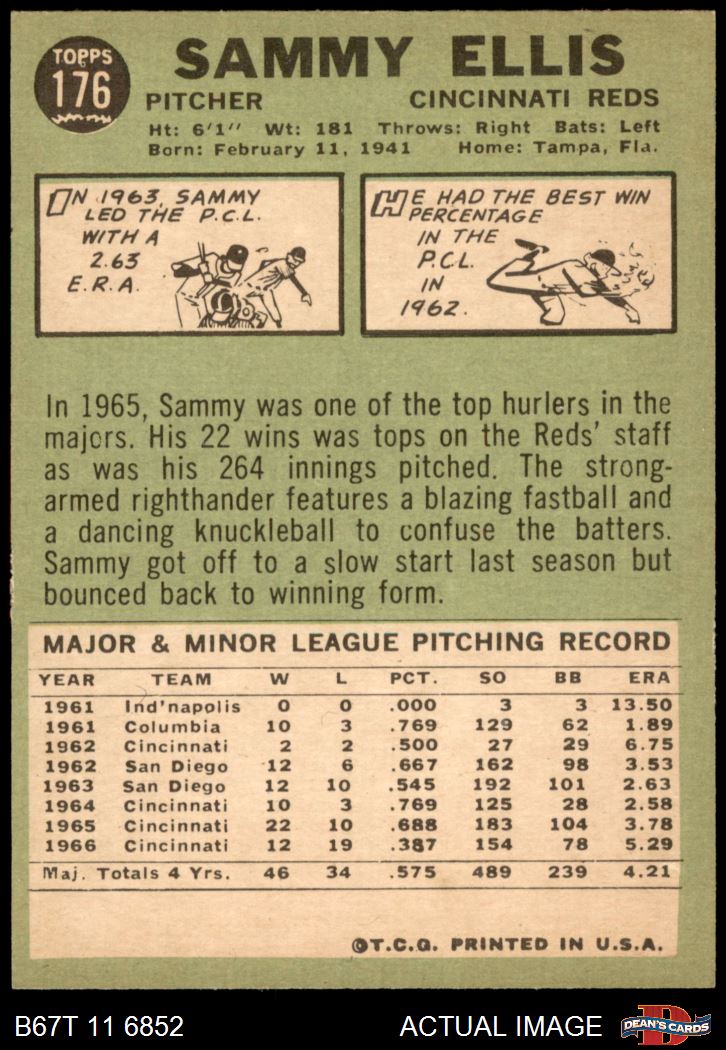 TOPPS
176
SAMMY ELLIS
PITCHER CINCINNATI REDS
Ht: 6'1" Wt: 181 Throws: Right Bats: Left
Born: February 11, 1941 Home: Tampa, Fla.
IN 1963, SAMMY
LED THE P.C.L.
WITH A
2.63
E.R.A.
HE HAD THE BEST WIN
PERCENTAGE
IN THE
P.C.L.
IN
1962.
In 1965, Sammy was one of the top hurlers in the
majors. His 22 wins was tops on the Reds' staff
as was his 264 innings pitched. The strong-
armed righthander features a blazing fastball and
a dancing knuckleball to confuse the batters.
Sammy got off to a slow start last season but
bounced back to winning form.
MAJOR & MINOR LEAGUE PITCHING RECORD
YEAR TEAM W L PCT. SO BB ERA
1961 Ind'napolis 0 0 .000 3 3 13.50
1961 Columbia 10 3 .769 129 62 1.89
1962 Cincinnati 2 2 .500 27 29 6.75
1962 San Diego 12 6 .667 162 98 3.53
1963 San Diego 12 10 .545 192 101 2.63
1964 Cincinnati 10 3 .769 125 28 2.58
1965 Cincinnati 22 10 .688 183 104 3.78
1966 Cincinnati 12 19 .387 154 78 5.29
Maj. Totals 4 Yrs. 46 34 .575 489 239 4.21
©T.C.G. PRINTED IN U.S.A.
B67T 11 6852 ACTUAL IMAGE
DEAN'S CARDS